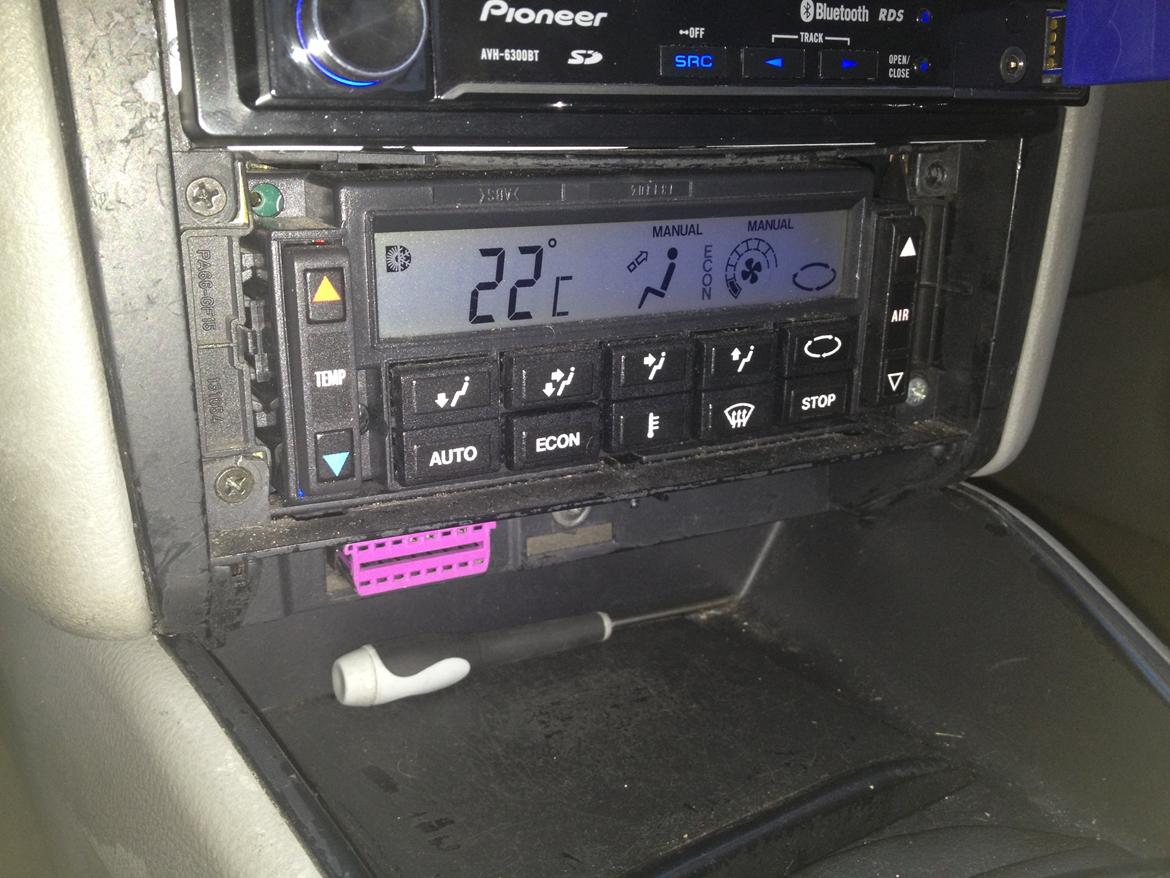 Pioneer
Bluetooth RDS
AVH-6300BT
SD
OFF
TRACK
SRC
OPEN/
CLOSE
>ABS<
MANUAL
MANUAL
22°C
ECON
TEMP
AIR
AUTO
ECON
STOP